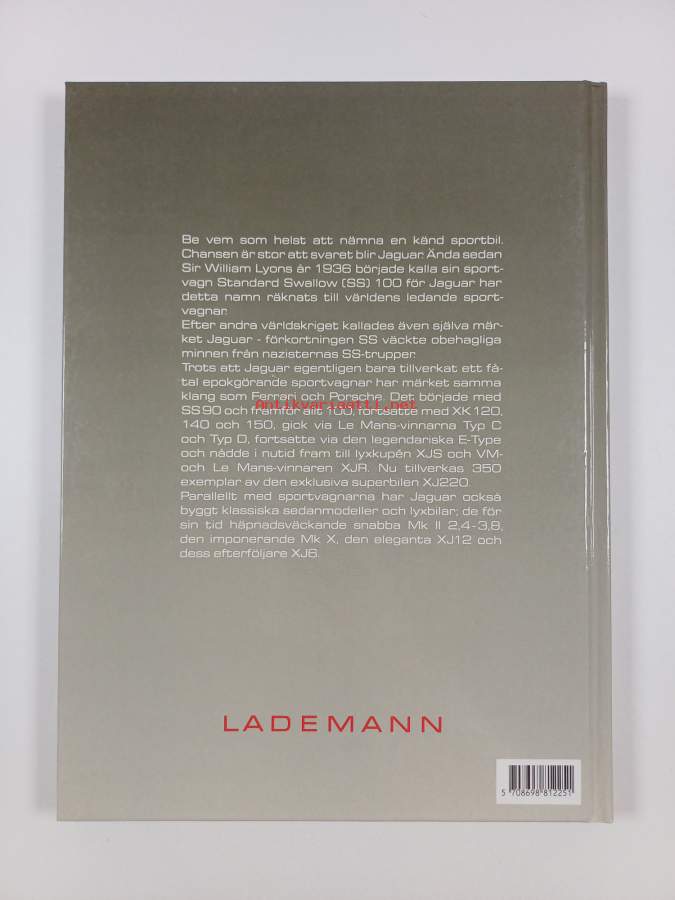 Be vem som helst att nämna en känd sportbil.
Chansen är stor att svaret blir Jaguar. Ända sedan
Sir William Lyons år 1936 började kalla sin sport-
vagn Standard Swallow (SS) 100 för Jaguar har
detta namn räknats till världens ledande sport-
vagnar.
Efter andra världskriget kallades även själva mär-
ket Jaguar - förkortningen SS väckte obehagliga
minnen från nazisternas SS-trupper.
Trots att Jaguar egentligen bara tillverkat ett få-
tal epokgörande sportvagnar har märket samma
klang som Ferrari och Porsche. Det började med
Antikvariaatti.net
SS 90 och framför allt 100, fortsatte med XK 120,
140 och 150, gick via Le Mans-vinnarna Typ C
och Typ D, fortsatte via den legendariska E-Type
och nådde i nutid fram till lyxkupén XJS och VM-
och Le Mans-vinnaren XJR. Nu tillverkas 350
exemplar av den exklusiva superbilen XJ220.
Parallellt med sportvagnarna har Jaguar också
byggt klassiska sedanmodeller och lyxbilar; de för
sin tid häpnadsväckande snabba Mk II 2,4-3,8,
den imponerande Mk X, den eleganta XJ12 och
dess efterföljare XJ6.
LADEMANN
5 708698 812251